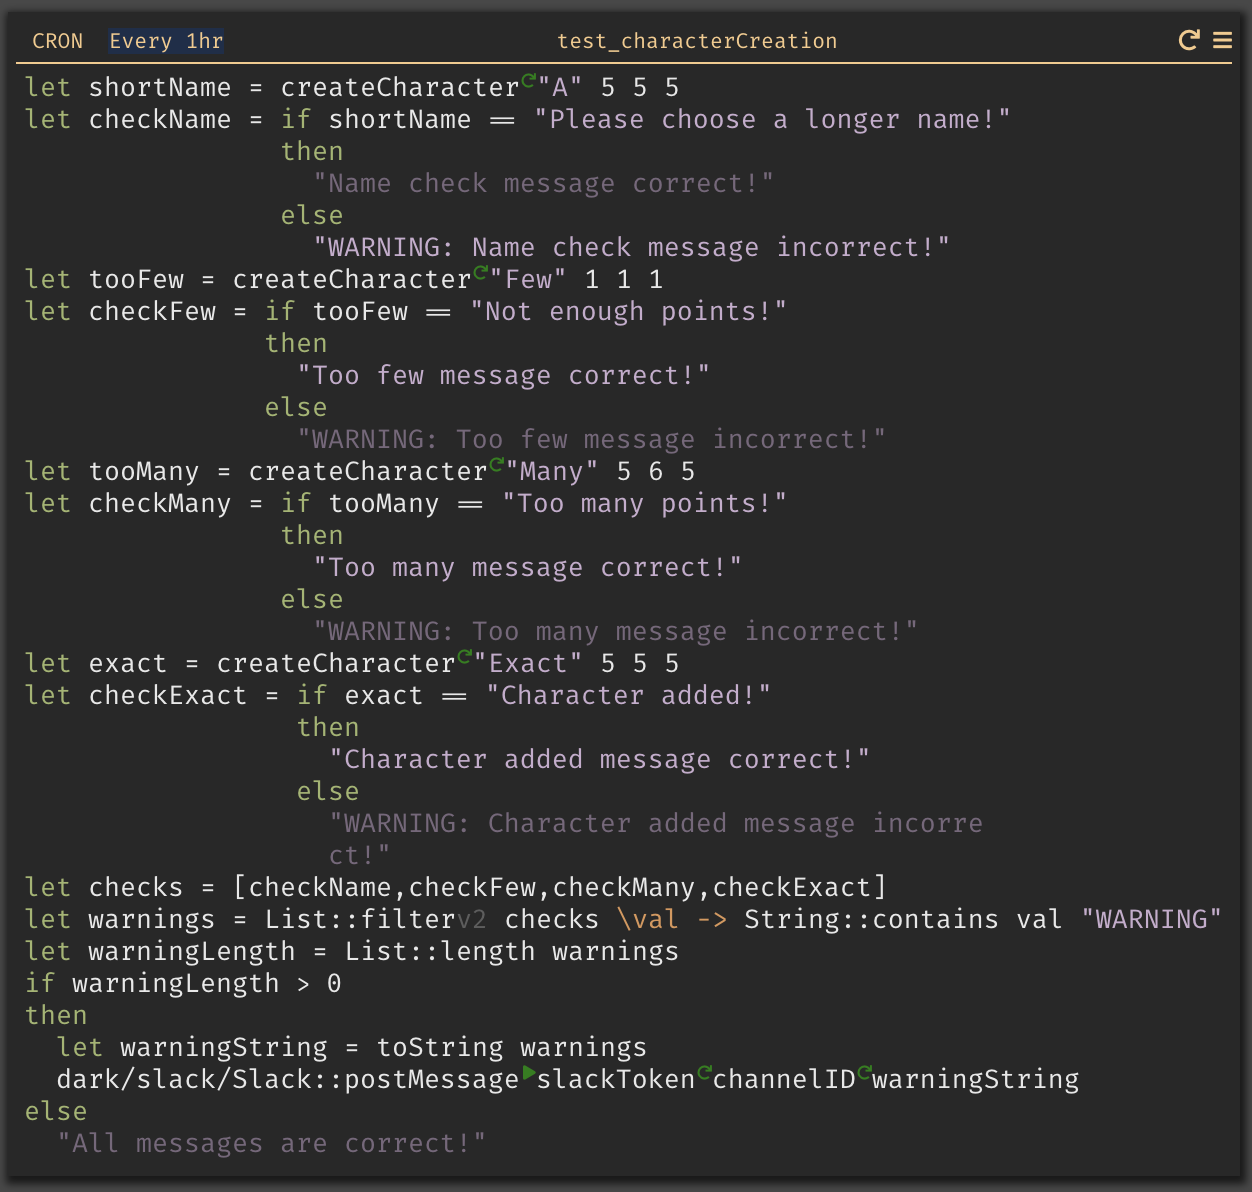 CRON Every 1hr test_characterCreation
let shortName = createCharacter "A" 5 5 5
let checkName = if shortName == "Please choose a longer name!"
then
"Name check message correct!"
else
"WARNING: Name check message incorrect!"
let tooFew = createCharacter "Few" 1 1 1
let checkFew = if tooFew == "Not enough points!"
then
"Too few message correct!"
else
"WARNING: Too few message incorrect!"
let tooMany = createCharacter "Many" 5 6 5
let checkMany = if tooMany == "Too many points!"
then
"Too many message correct!"
else
"WARNING: Too many message incorrect!"
let exact = createCharacter "Exact" 5 5 5
let checkExact = if exact == "Character added!"
then
"Character added message correct!"
else
"WARNING: Character added message incorre
ct!"
let checks = [checkName,checkFew,checkMany,checkExact]
let warnings = List::filterv2 checks \val -> String::contains val "WARNING"
let warningLength = List::length warnings
if warningLength > 0
then
let warningString = toString warnings
dark/slack/Slack::postMessage slackToken channelID warningString
else
"All messages are correct!"